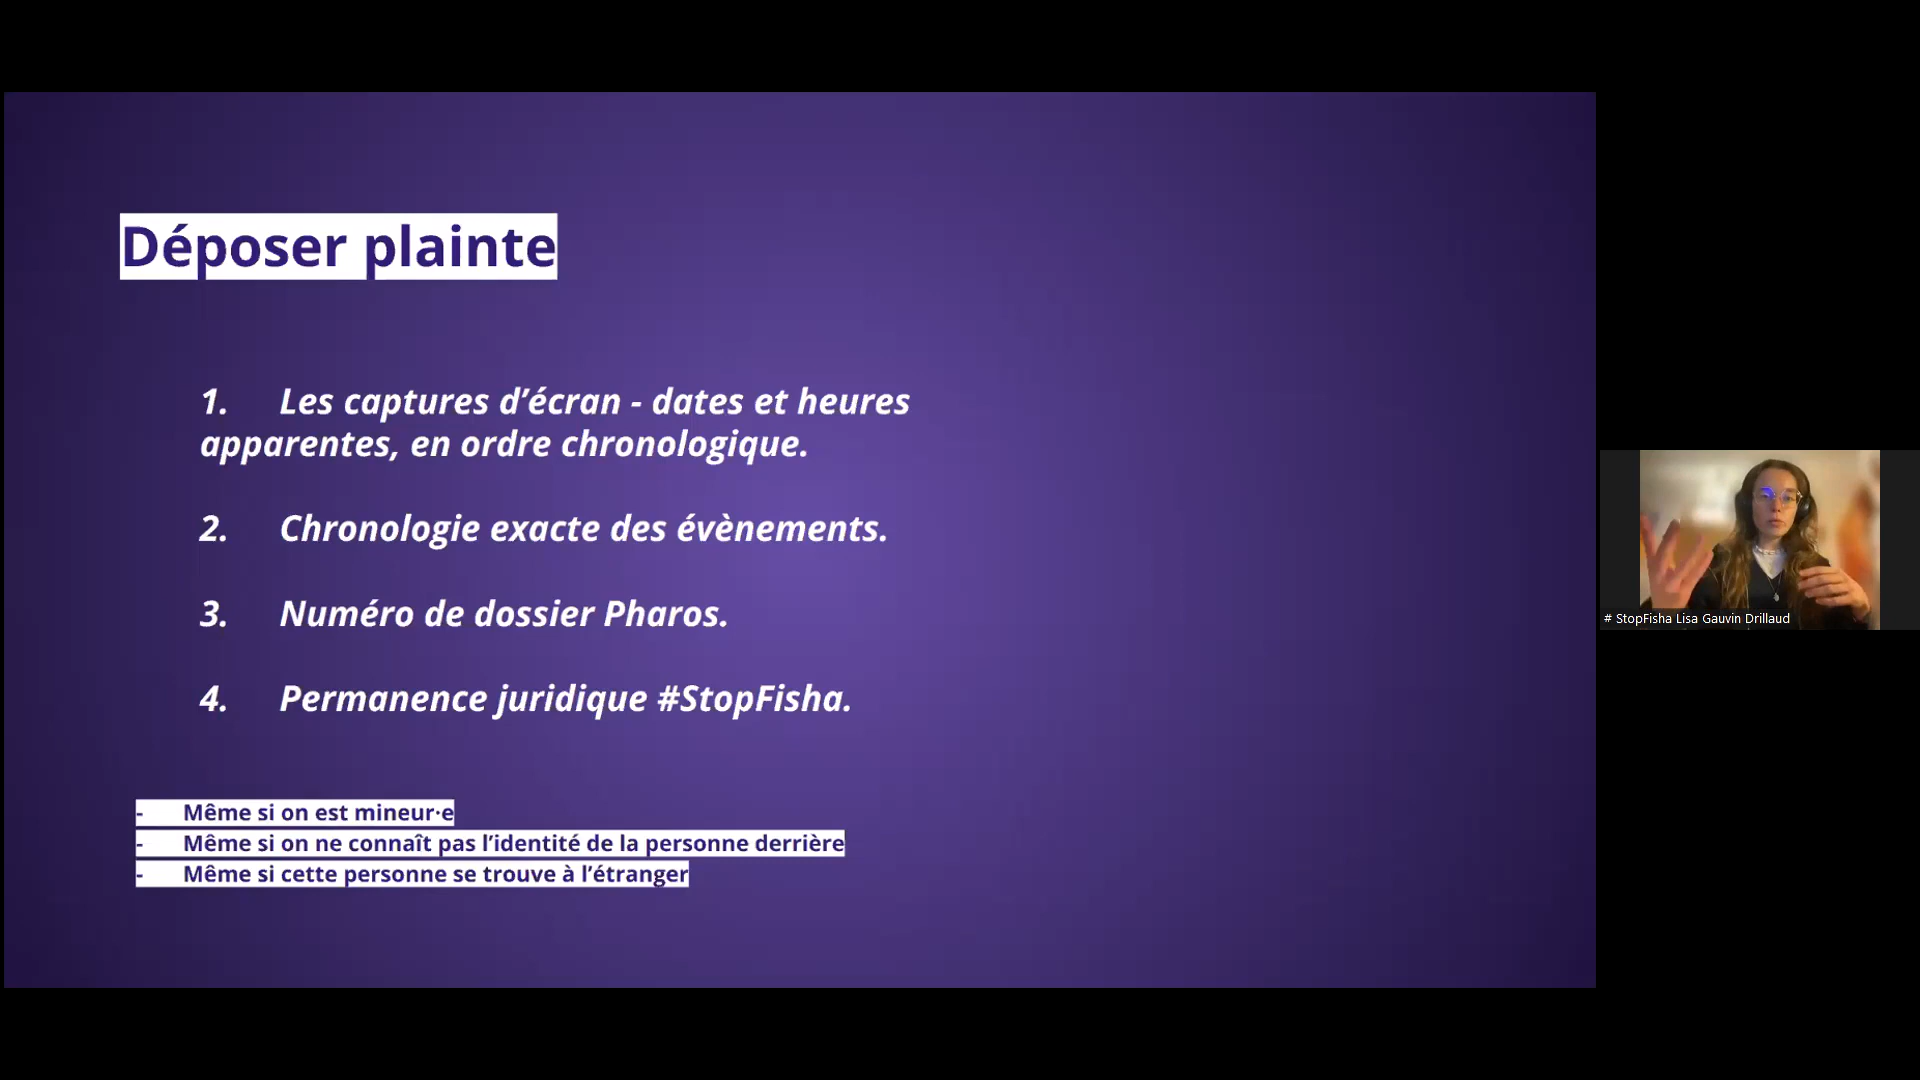 Déposer plainte
1. Les captures d’écran - dates et heures
apparentes, en ordre chronologique.
2. Chronologie exacte des évènements.
3. Numéro de dossier Pharos.
4. Permanence juridique #StopFisha.
- Même si on est mineur·e
- Même si on ne connaît pas l’identité de la personne derrière
- Même si cette personne se trouve à l’étranger
# StopFisha Lisa Gauvin Drillaud